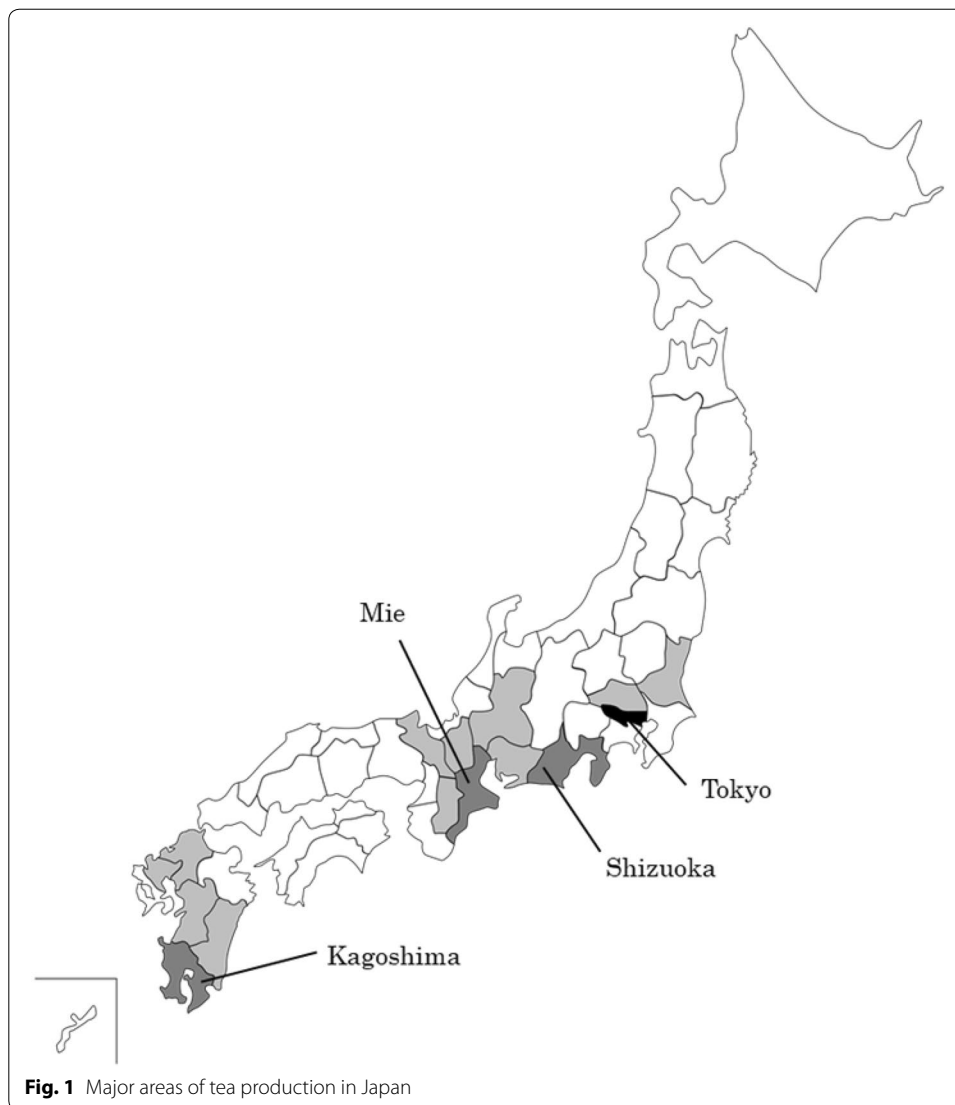 Mie
Tokyo
Shizuoka
Kagoshima
Fig. 1 Major areas of tea production in Japan